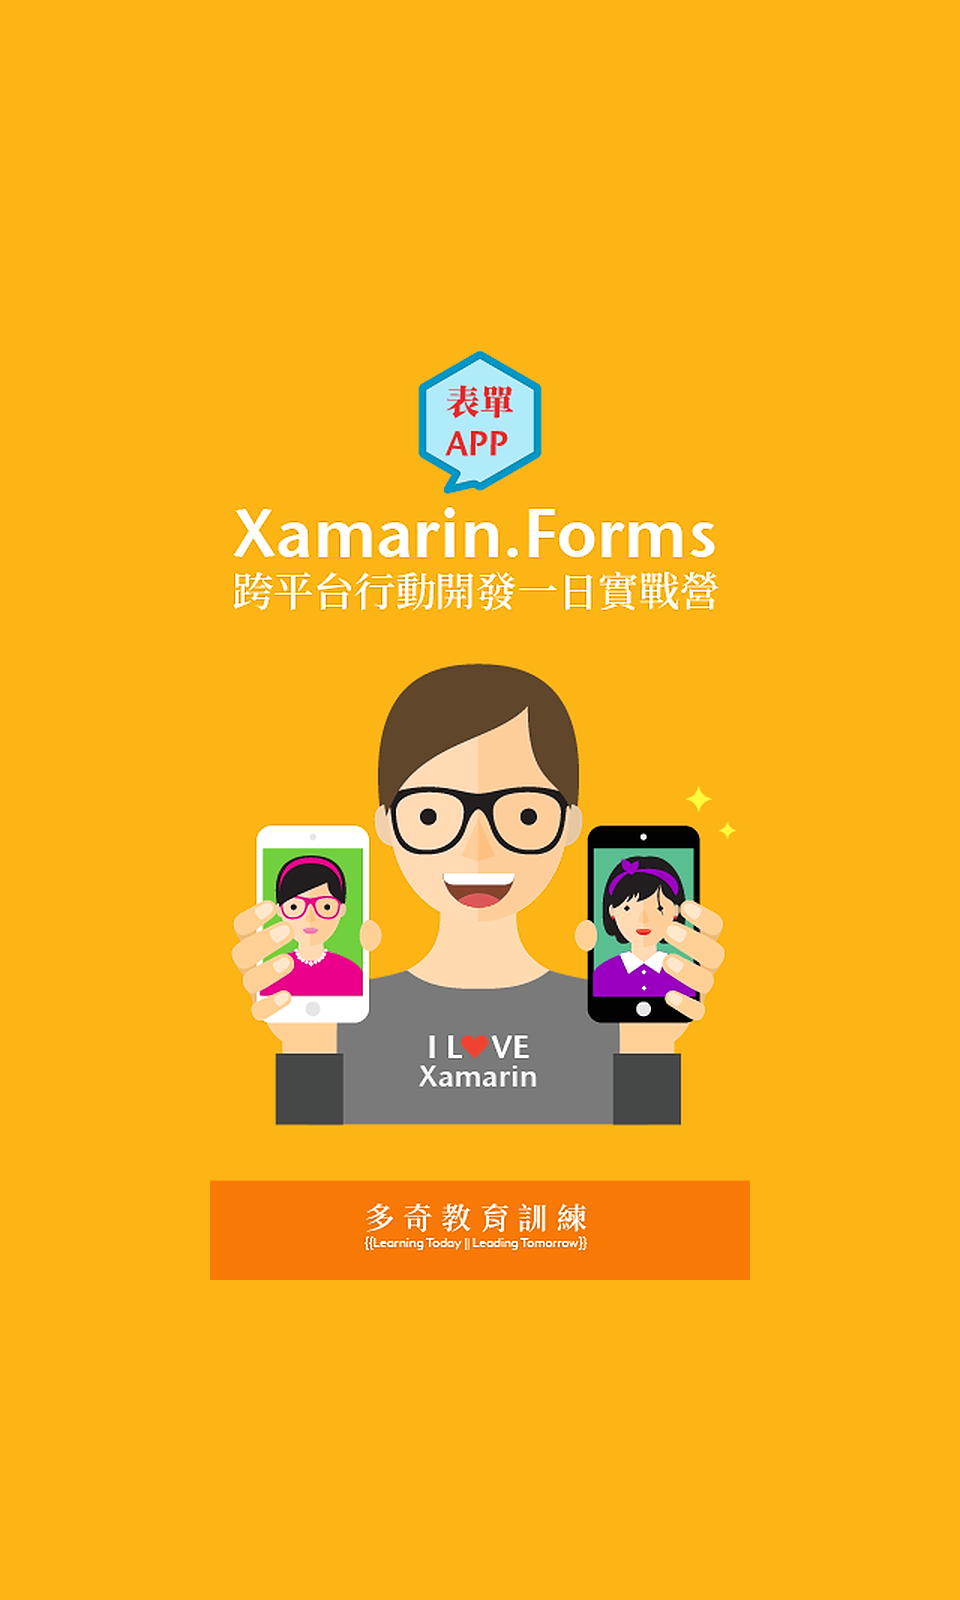 表單
APP
Xamarin.Forms
跨平台行動開發一日實戰營
I L❤VE
Xamarin
多奇教育訓練
{{Learning Today || Leading Tomorrow}}